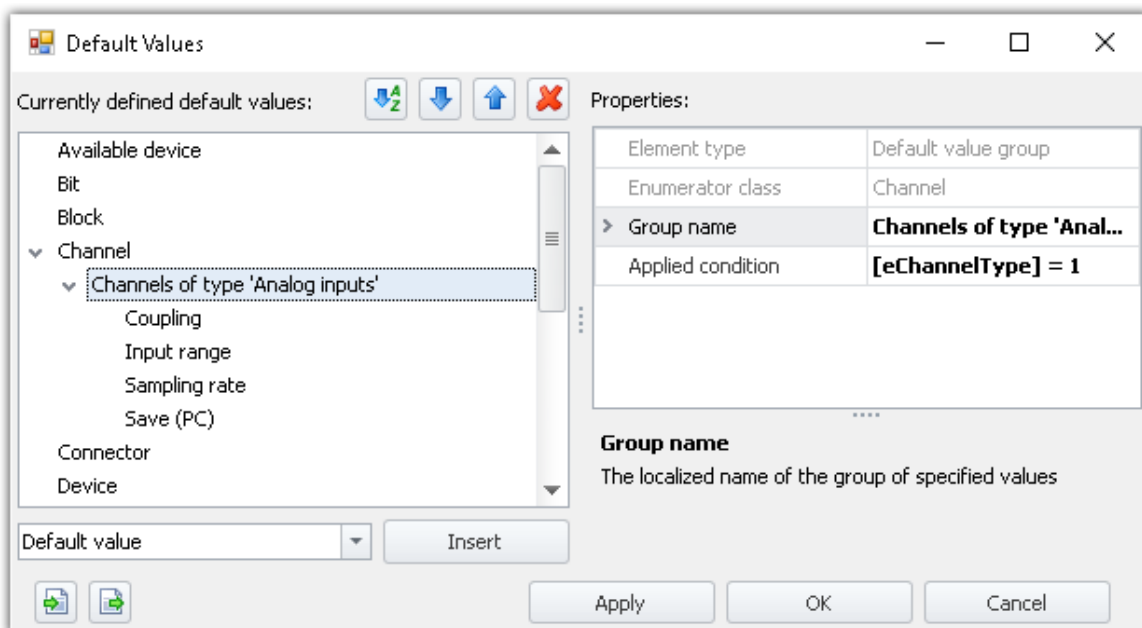 Default Values
Currently defined default values:
A
Z
Available device
Bit
Block
Channel
Channels of type 'Analog inputs'
Coupling
Input range
Sampling rate
Save (PC)
Connector
Device
Default value
Insert
Properties:
Element type Default value group
Enumerator class Channel
Group name Channels of type 'Anal...
Applied condition [eChannelType] = 1
Group name
The localized name of the group of specified values
Apply OK Cancel